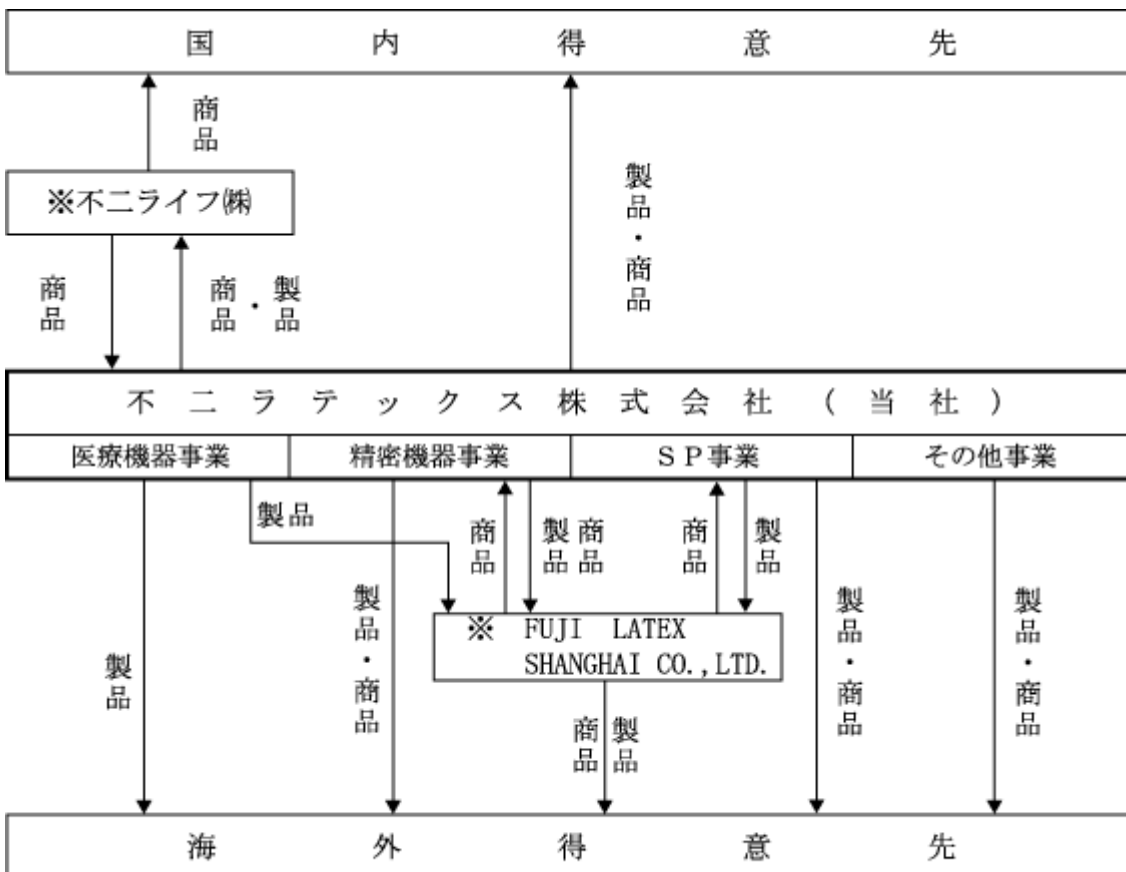 国内得意先
商品
※不二ライフ㈱
製品・商品
商品
商品・製品
不二ラテックス株式会社(当社)
医療機器事業
精密機器事業
SP事業
その他事業
製品
商品
製品
商品
商品
製品
製品・商品
製品・商品
製品・商品
※ FUJI LATEX
SHANGHAI CO.,LTD.
製品
商品
製品
海外得意先